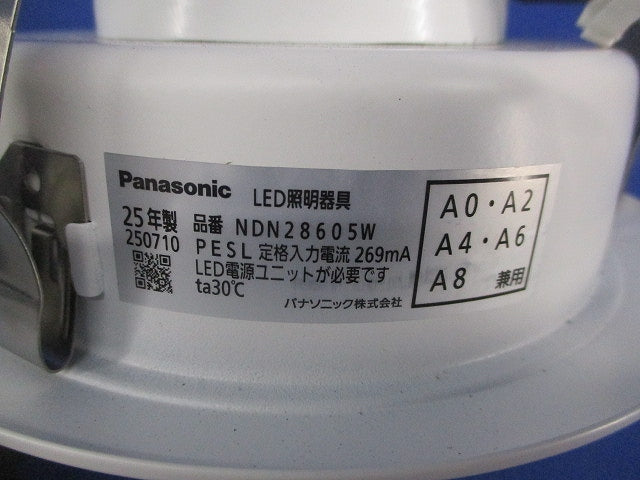 Panasonic LED照明器具
25年製 品番 NDN28605W
250710 PESL 定格入力電流 269mA
LED電源ユニットが必要です
ta30℃
パナソニック株式会社
A0・A2
A4・A6
A8 兼用